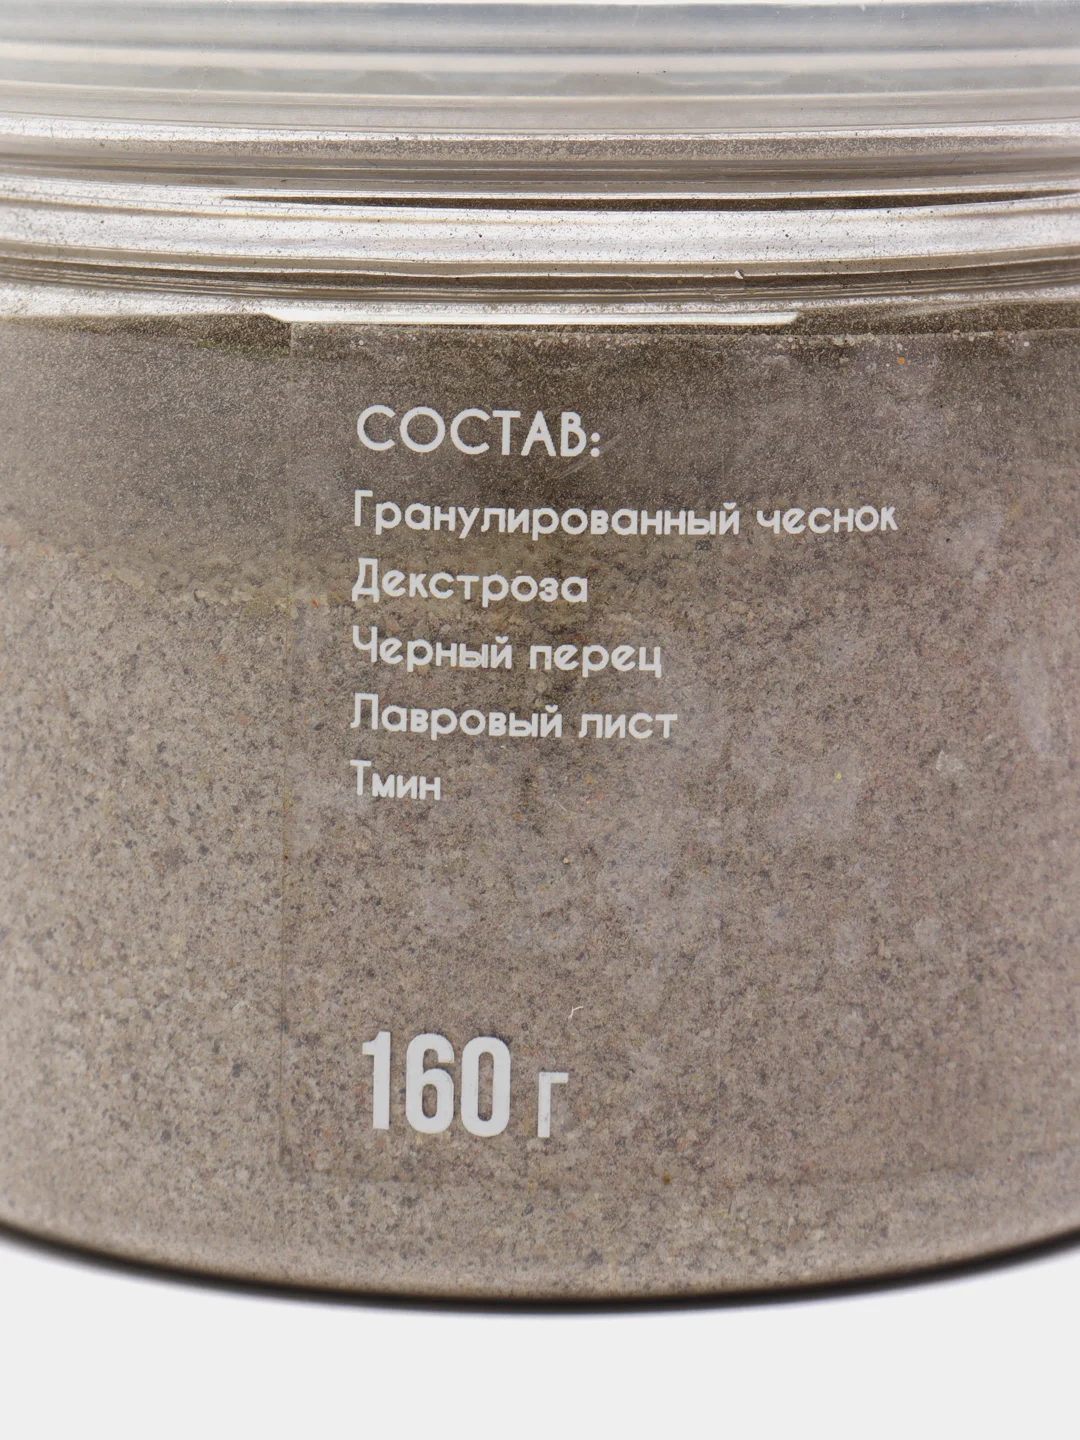 СОСТАВ:
Гранулированный чеснок
Декстроза
Черный перец
Лавровый лист
Тмин
160 г